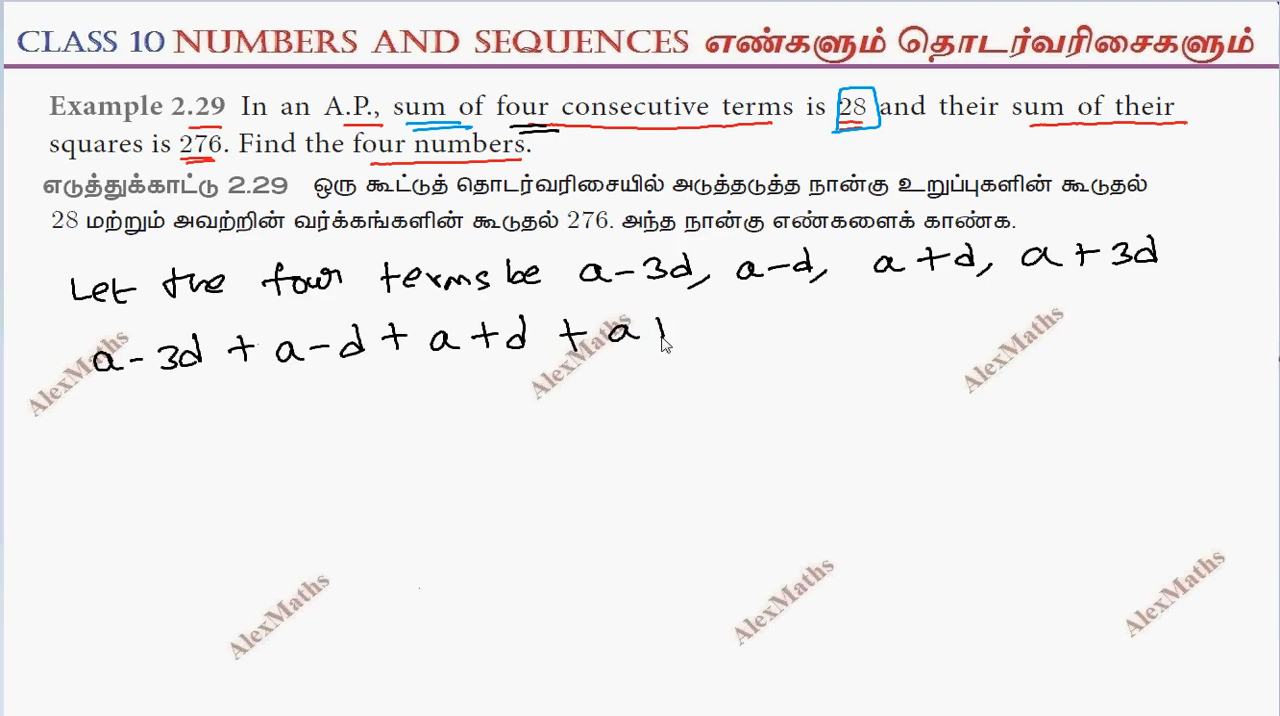 CLASS 10 NUMBERS AND SEQUENCES எண்களும் தொடர்வரிசைகளும்
Example 2.29 In an A.P., sum of four consecutive terms is 28 and their sum of their
squares is 276. Find the four numbers.
எடுத்துக்காட்டு 2.29 ஒரு கூட்டுத் தொடர்வரிசையில் அடுத்தடுத்த நான்கு உறுப்புகளின் கூடுதல்
28 மற்றும் அவற்றின் வர்க்கங்களின் கூடுதல் 276. அந்த நான்கு எண்களைக் காண்க.
Let the four terms be a-3d, a-d, a+d, a+3d
a-3d + a-d + a+d + a
AlexMaths AlexMaths AlexMaths
AlexMaths AlexMaths AlexMaths